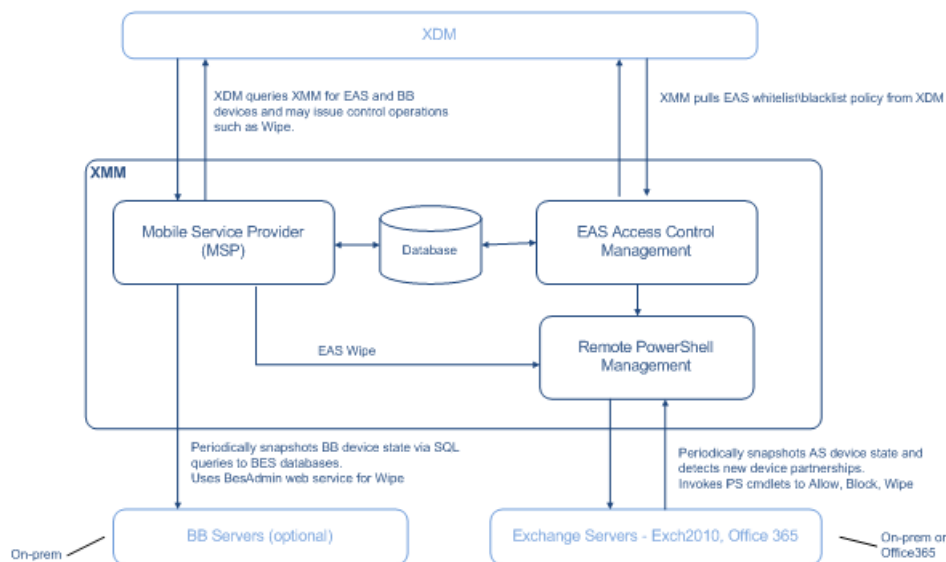 XDM
XDM queries XMM for EAS and BB
devices and may issue control operations
such as Wipe.
XMM pulls EAS whitelist\blacklist policy from XDM
XMM
Mobile Service Provider
(MSP)
Database
EAS Access Control
Management
EAS Wipe
Remote PowerShell
Management
Periodically snapshots BB device state via SQL
queries to BES databases.
Uses BesAdmin web service for Wipe
Periodically snapshots AS device state and
detects new device partnerships.
Invokes PS cmdlets to Allow, Block, Wipe
BB Servers (optional)
Exchange Servers - Exch2010, Office 365
On-prem
On-prem or
Office365